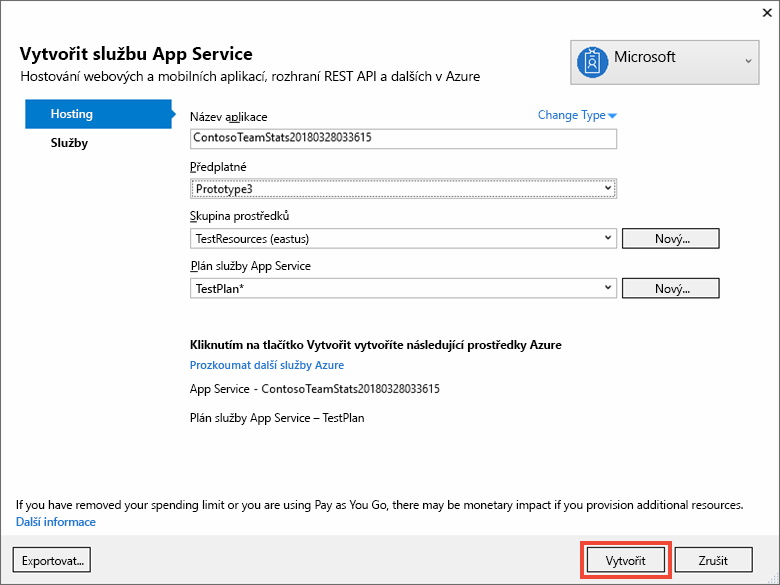 Vytvořit službu App Service
Hostování webových a mobilních aplikací, rozhraní REST API a dalších v Azure
Microsoft
Hosting
Služby
Název aplikace
Change Type
ContosoTeamStats20180328033615
Předplatné
Prototype3
Skupina prostředků
TestResources (eastus)
Nový...
Plán služby App Service
TestPlan*
Nový...
Kliknutím na tlačítko Vytvořit vytvoříte následující prostředky Azure
Prozkoumat další služby Azure
App Service - ContosoTeamStats20180328033615
Plán služby App Service – TestPlan
If you have removed your spending limit or you are using Pay as You Go, there may be monetary impact if you provision additional resources.
Další informace
Exportovat...
Vytvořit
Zrušit